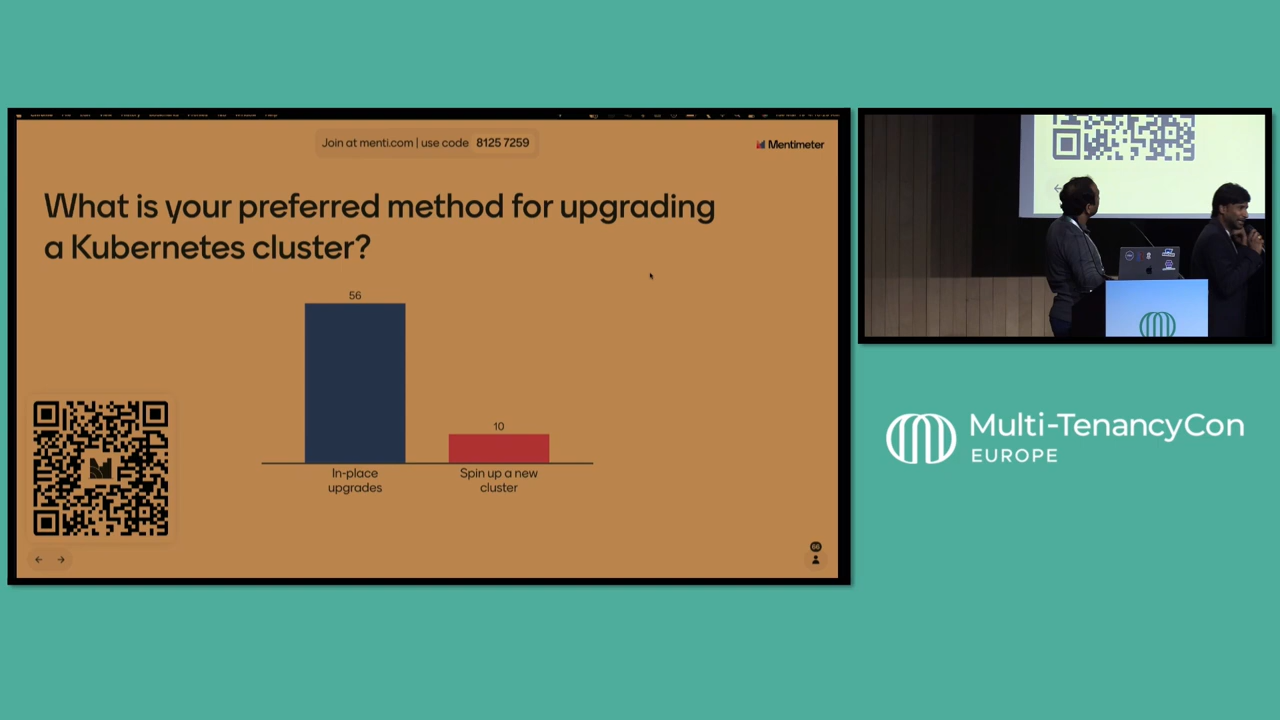 Join at menti.com | use code 8125 7259
Mentimeter
What is your preferred method for upgrading
a Kubernetes cluster?
56
10
In-place
upgrades
Spin up a new
cluster
66
Multi-TenancyCon
EUROPE